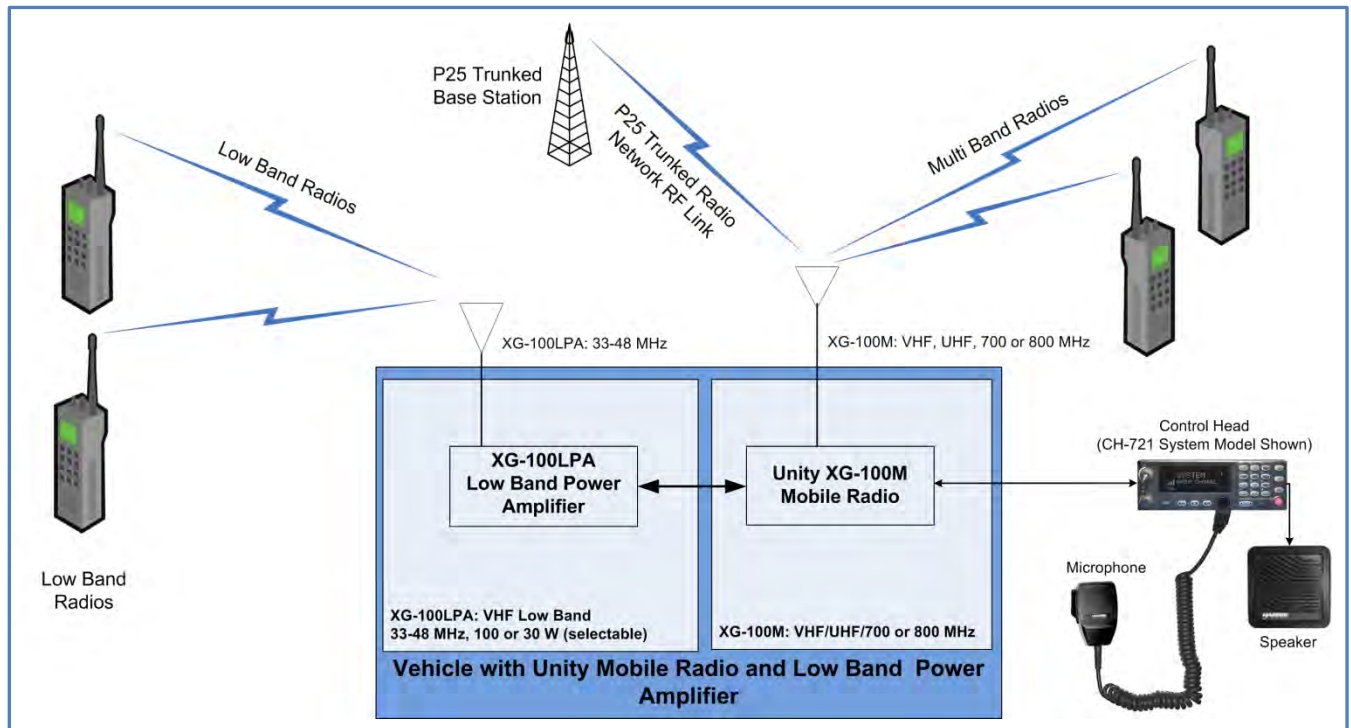 P25 Trunked
Base Station
Low Band Radios
P25 Trunked Radio
Network RF Link
Multi Band Radios
XG-100LPA: 33-48 MHz
XG-100M: VHF, UHF, 700 or 800 MHz
XG-100LPA
Low Band Power
Amplifier
Unity XG-100M
Mobile Radio
Control Head
(CH-721 System Model Shown)
SYSTEM
Microphone
HARRIS
Speaker
Low Band
Radios
XG-100LPA: VHF Low Band
33-48 MHz, 100 or 30 W (selectable)
XG-100M: VHF/UHF/700 or 800 MHz
Vehicle with Unity Mobile Radio and Low Band Power
Amplifier